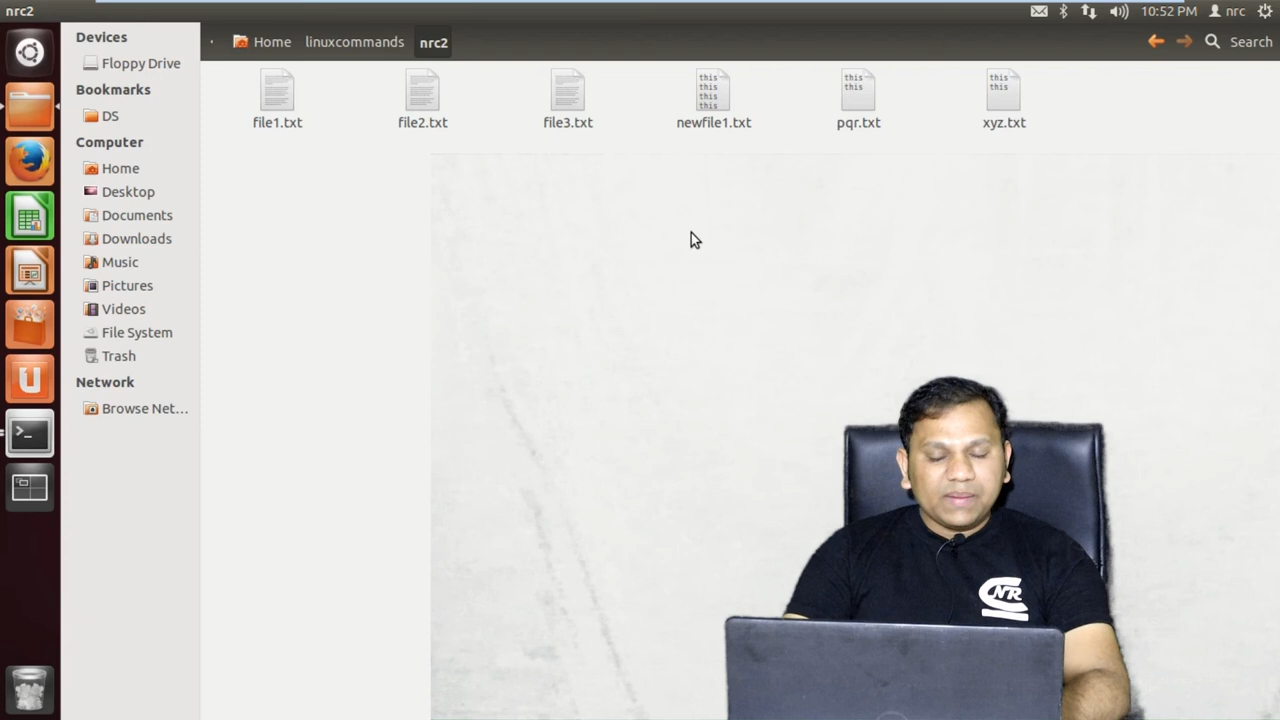 nrc2
10:52 PM
nrc
Devices
Floppy Drive
Bookmarks
DS
Computer
Home
Desktop
Documents
Downloads
Music
Pictures
Videos
File System
Trash
Network
Browse Net...
Home
linuxcommands
nrc2
Search
this
this
this
this
this
this
this
this
file1.txt
file2.txt
file3.txt
newfile1.txt
pqr.txt
xyz.txt
>_
U
NR